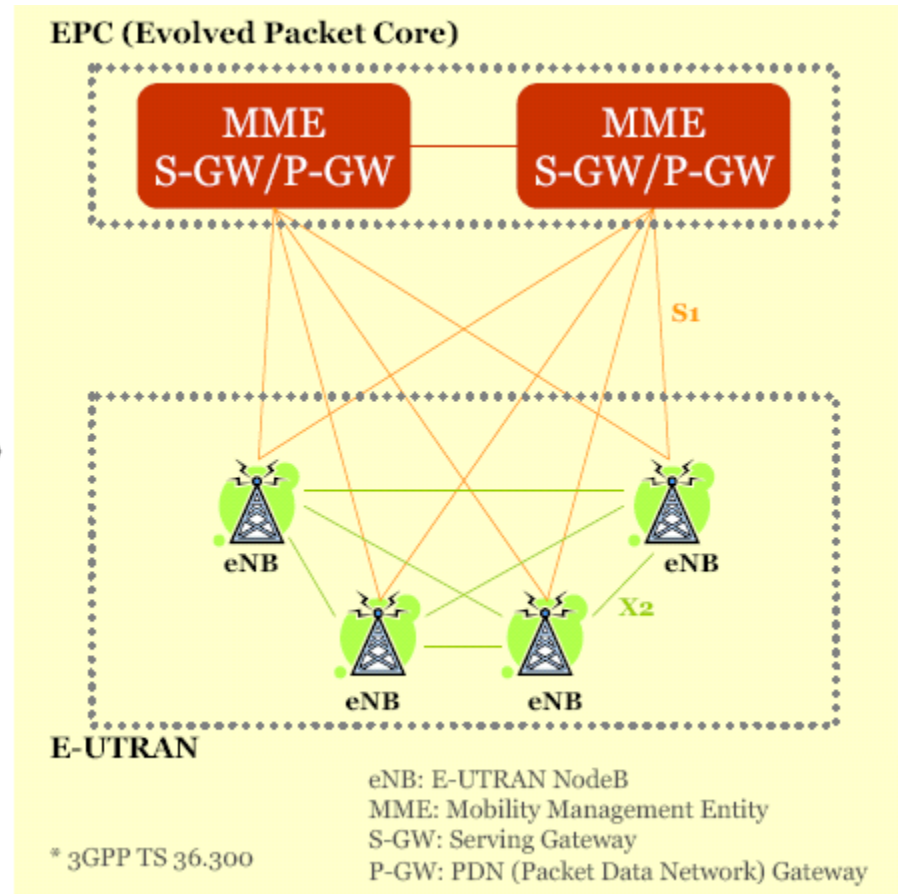 EPC (Evolved Packet Core)
MME
S-GW/P-GW
MME
S-GW/P-GW
S1
eNB
eNB
X2
eNB
eNB
E-UTRAN
eNB: E-UTRAN NodeB
MME: Mobility Management Entity
S-GW: Serving Gateway
P-GW: PDN (Packet Data Network) Gateway
* 3GPP TS 36.300